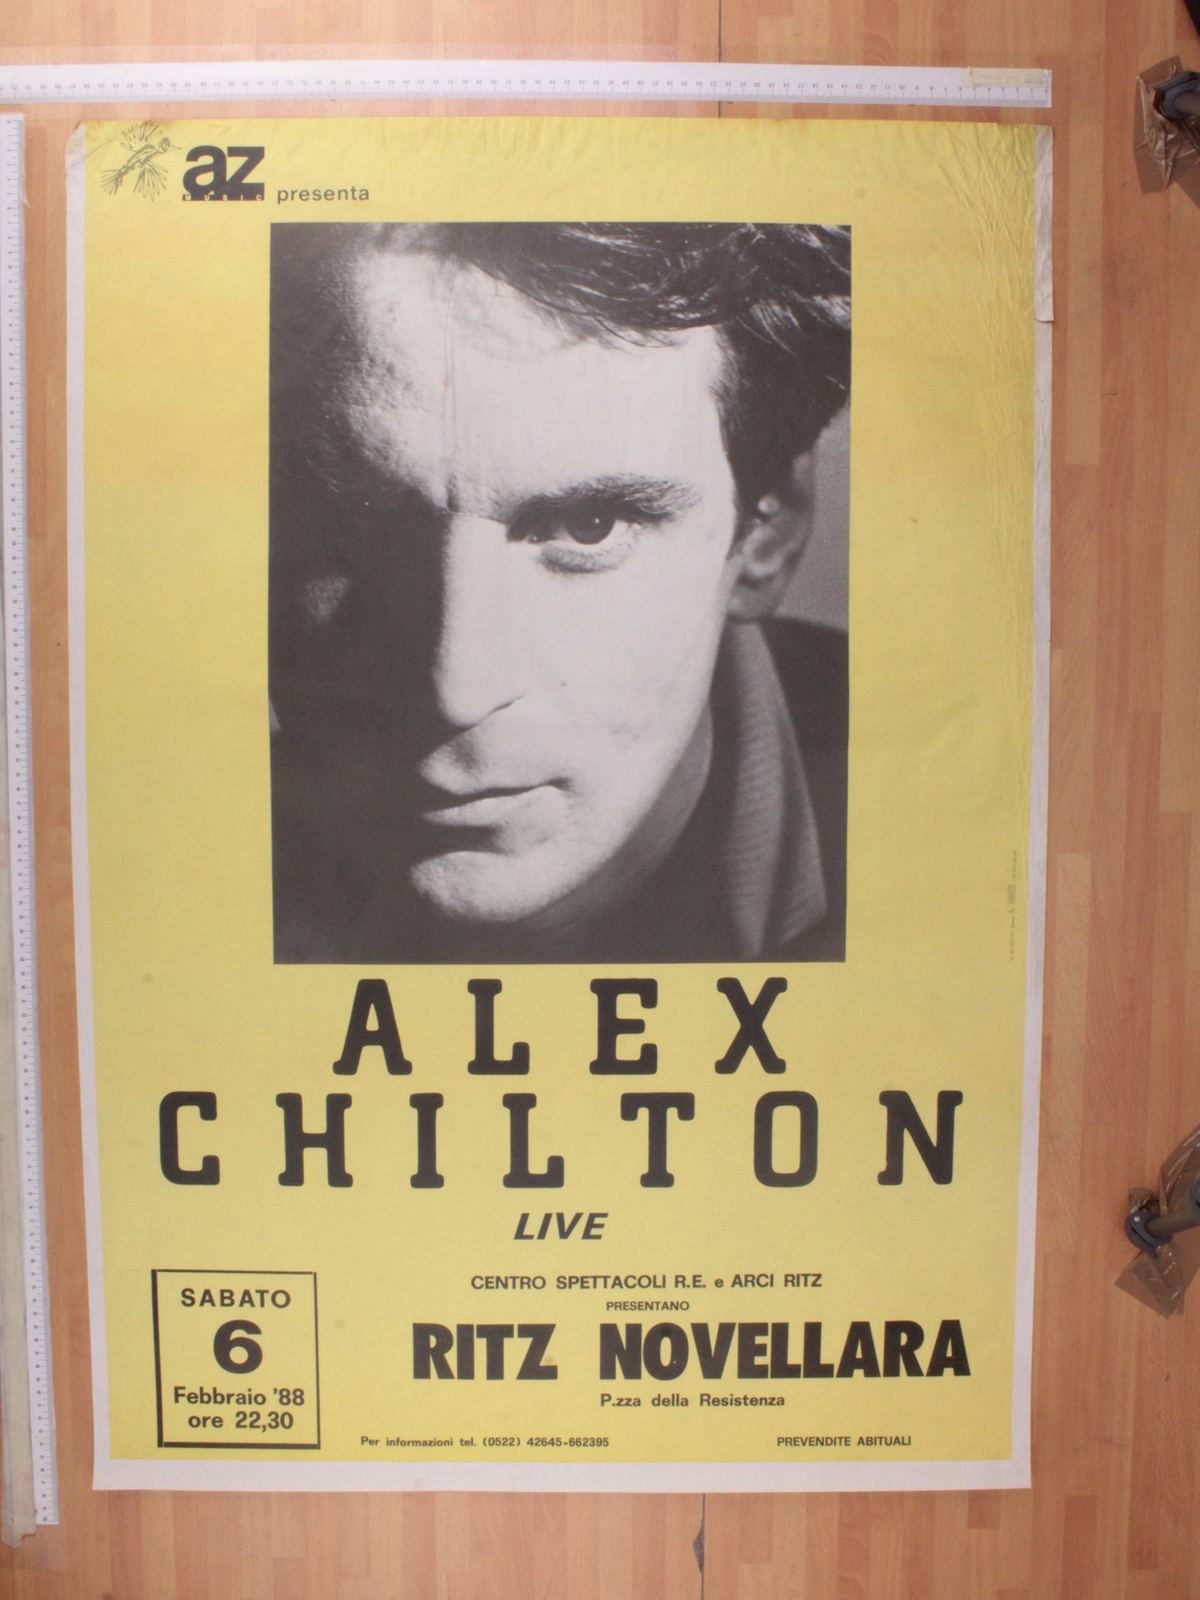 az
MUSIC
presenta
ALEX
CHILTON
LIVE
SABATO
6
Febbraio '88
ore 22,30
CENTRO SPETTACOLI R.E. e ARCI RITZ
PRESENTANO
RITZ NOVELLARA
P.zza della Resistenza
Per informazioni tel. (0522) 42645-662395
PREVENDITE ABITUALI